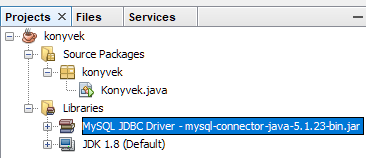 Projects × Files Services
konyvek
Source Packages
konyvek
Konyvek.java
Libraries
MySQL JDBC Driver - mysql-connector-java-5.1.23-bin.jar
JDK 1.8 (Default)